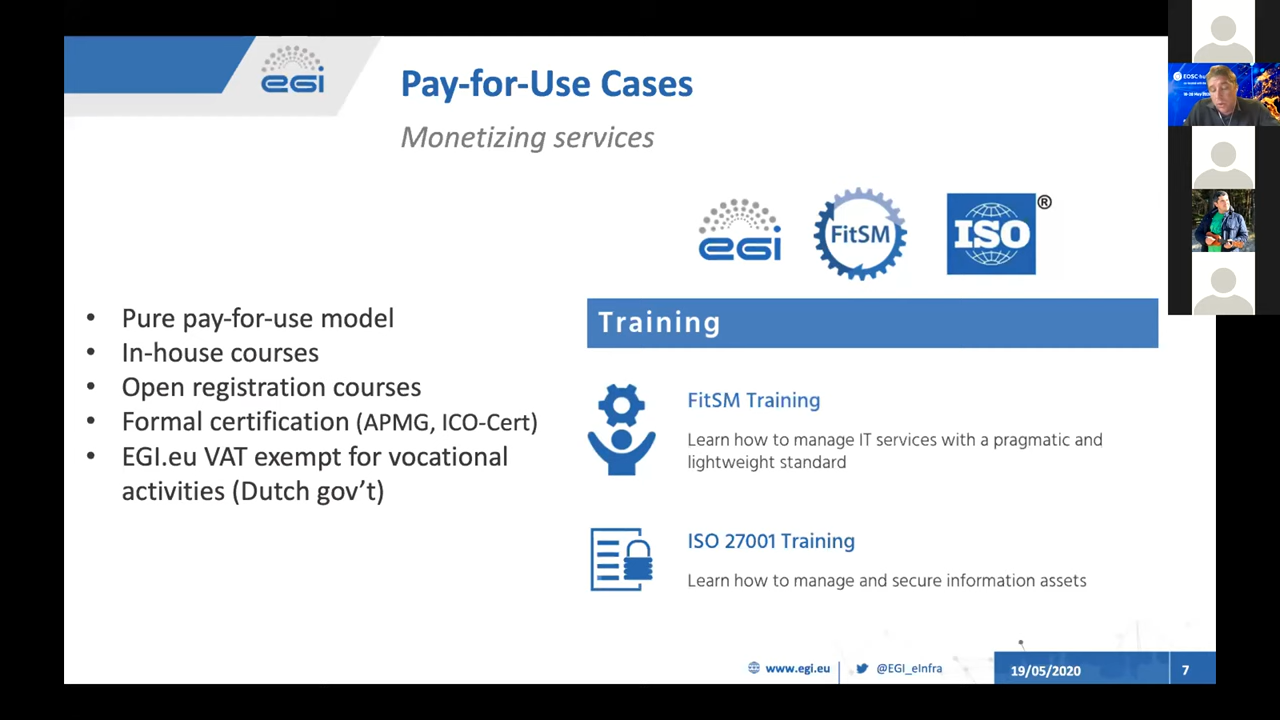 egi
Pay-for-Use Cases
Monetizing services
egi
FitSM
ISO®
Training
• Pure pay-for-use model
• In-house courses
• Open registration courses
• Formal certification (APMG, ICO-Cert)
• EGI.eu VAT exempt for vocational
activities (Dutch gov't)
FitSM Training
Learn how to manage IT services with a pragmatic and
lightweight standard
ISO 27001 Training
Learn how to manage and secure information assets
www.egi.eu
@EGI_eInfra
19/05/2020
7